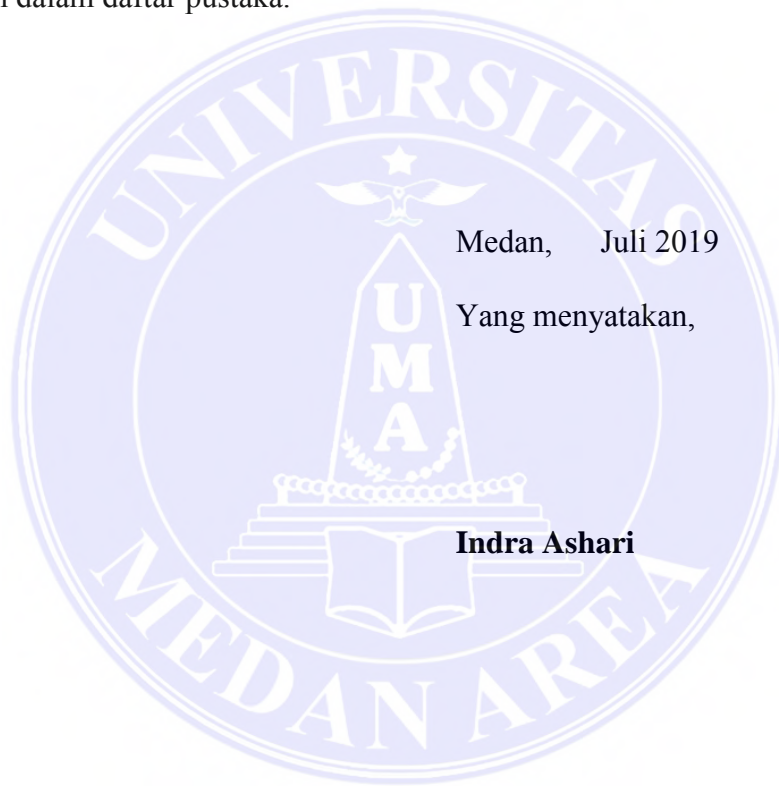 dalam daftar pustaka.
UNIVERSITAS
Medan, Juli 2019
Yang menyatakan,
UMA
Indra Ashari
MEDAN AREA